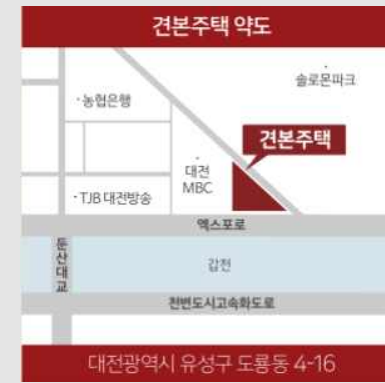 견본주택 약도
솔로몬파크
·농협은행
견본주택
대전
MBC
·TJB 대전방송
엑스포로
둔산대교
갑천
천변도시고속화도로
대전광역시 유성구 도룡동 4-16